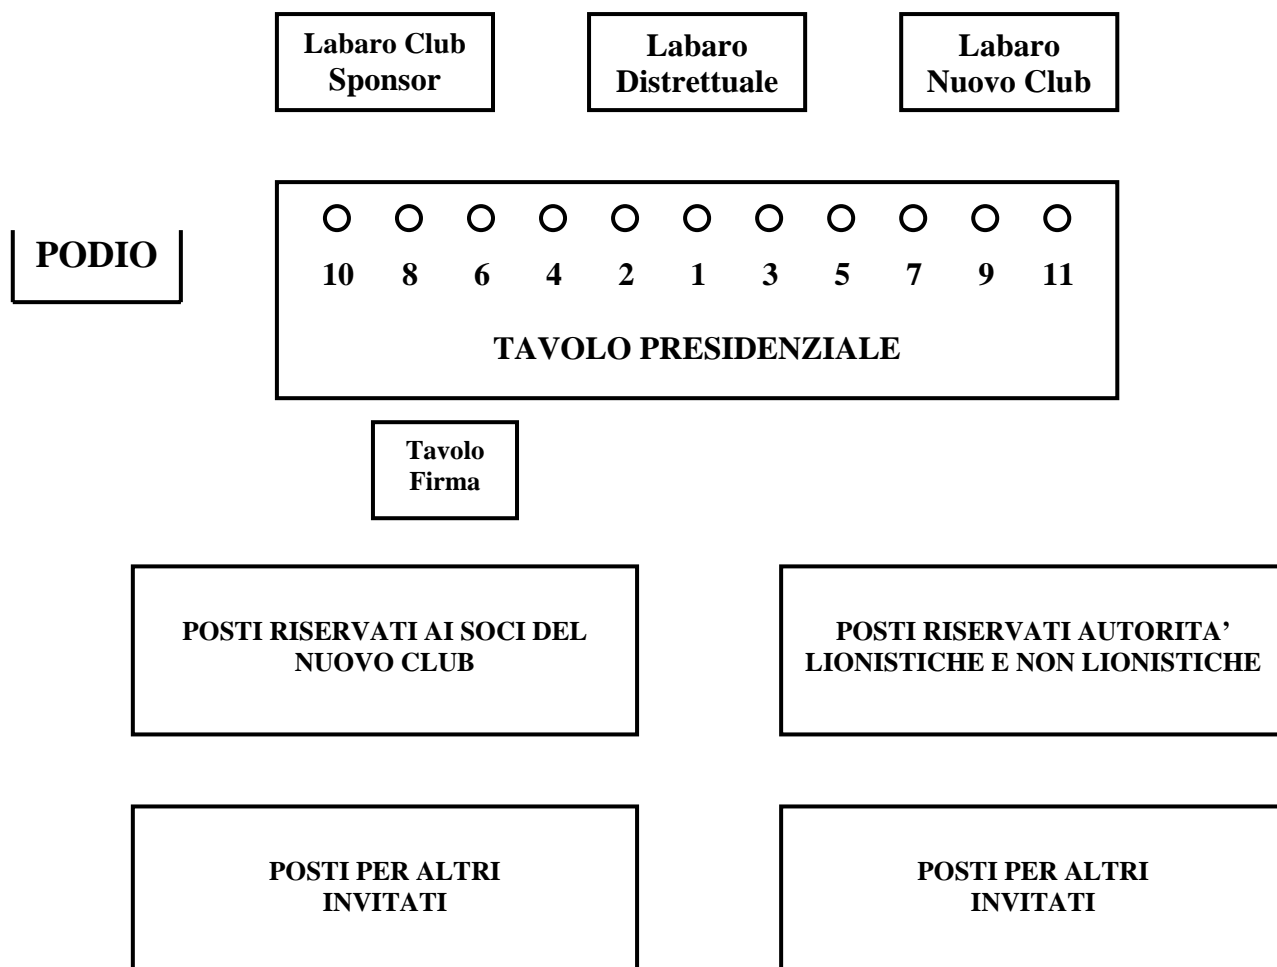 Labaro Club
Sponsor
Labaro
Distrettuale
Labaro
Nuovo Club
PODIO
10 8 6 4 2 1 3 5 7 9 11
TAVOLO PRESIDENZIALE
Tavolo
Firma
POSTI RISERVATI AI SOCI DEL
NUOVO CLUB
POSTI RISERVATI AUTORITA’
LIONISTICHE E NON LIONISTICHE
POSTI PER ALTRI
INVITATI
POSTI PER ALTRI
INVITATI